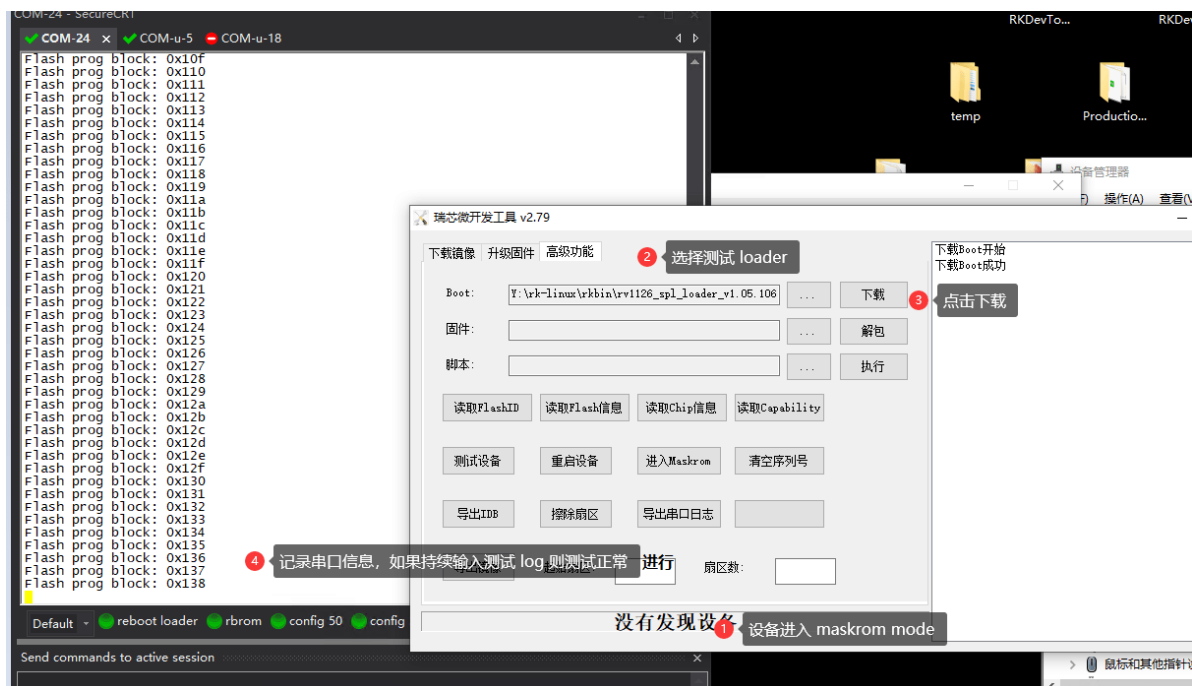 COM-24 - SecureCRT
COM-24 x COM-u-5 COM-u-18
Flash prog block: 0x10f
Flash prog block: 0x110
Flash prog block: 0x111
Flash prog block: 0x112
Flash prog block: 0x113
Flash prog block: 0x114
Flash prog block: 0x115
Flash prog block: 0x116
Flash prog block: 0x117
Flash prog block: 0x118
Flash prog block: 0x119
Flash prog block: 0x11a
Flash prog block: 0x11b
Flash prog block: 0x11c
Flash prog block: 0x11d
Flash prog block: 0x11e
Flash prog block: 0x11f
Flash prog block: 0x120
Flash prog block: 0x121
Flash prog block: 0x122
Flash prog block: 0x123
Flash prog block: 0x124
Flash prog block: 0x125
Flash prog block: 0x126
Flash prog block: 0x127
Flash prog block: 0x128
Flash prog block: 0x129
Flash prog block: 0x12a
Flash prog block: 0x12b
Flash prog block: 0x12c
Flash prog block: 0x12d
Flash prog block: 0x12e
Flash prog block: 0x12f
Flash prog block: 0x130
Flash prog block: 0x131
Flash prog block: 0x132
Flash prog block: 0x133
Flash prog block: 0x134
Flash prog block: 0x135
Flash prog block: 0x136
Flash prog block: 0x137
Flash prog block: 0x138
4 记录串口信息，如果持续输入测试 log 则测试正常
Default reboot loader rbrom config 50 config
Send commands to active session
RKDevTo...
RKDev
temp
Productio...
设备管理器
操作(A) 查看(V
瑞芯微开发工具 v2.79
下载镜像 升级固件 高级功能
2 选择测试 loader
Boot: Y:\rk-linux\rkbin\rv1126_spl_loader_v1.05.106 ... 下载
3 点击下载
固件: ... 解包
脚本: ... 执行
读取FlashID 读取Flash信息 读取Chip信息 读取Capability
测试设备 重启设备 进入Maskrom 清空序列号
导出IDB 擦除扇区 导出串口日志
进行 扇区数:
没有发现设备
1 设备进入 maskrom mode
下载Boot开始
下载Boot成功
鼠标和其他指针